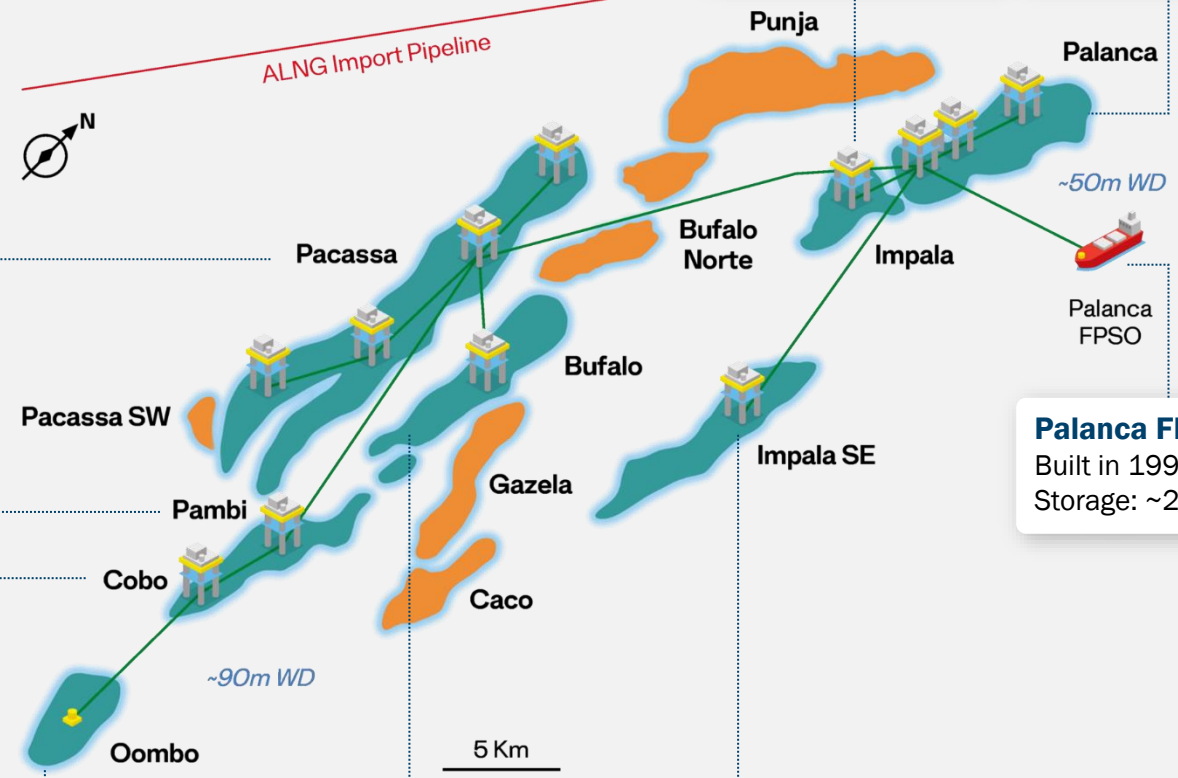 Punja
Palanca
ALNG Import Pipeline
N
~50m WD
Pacassa
Bufalo
Norte
Impala
Palanca
FPSO
Bufalo
Pacassa SW
Impala SE
Palanca
Built in 199
Storage: ~2
Gazela
Pambi
Cobo
Caco
~90m WD
Oombo
5 Km